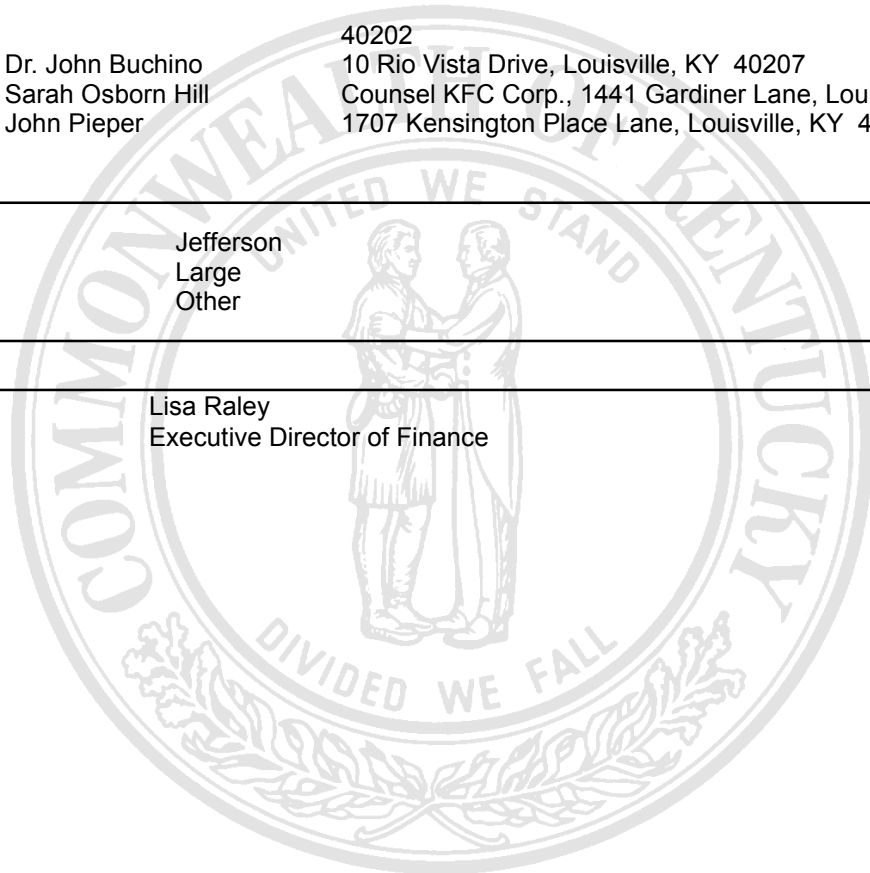 40202
Dr. John Buchino 10 Rio Vista Drive, Louisville, KY 40207
Sarah Osborn Hill Counsel KFC Corp., 1441 Gardiner Lane, Lou
John Pieper 1707 Kensington Place Lane, Louisville, KY 4
Jefferson
Large
Other
Lisa Raley
Executive Director of Finance
COMMONWEALTH OF KENTUCKY
UNITED WE STAND
DIVIDED WE FALL